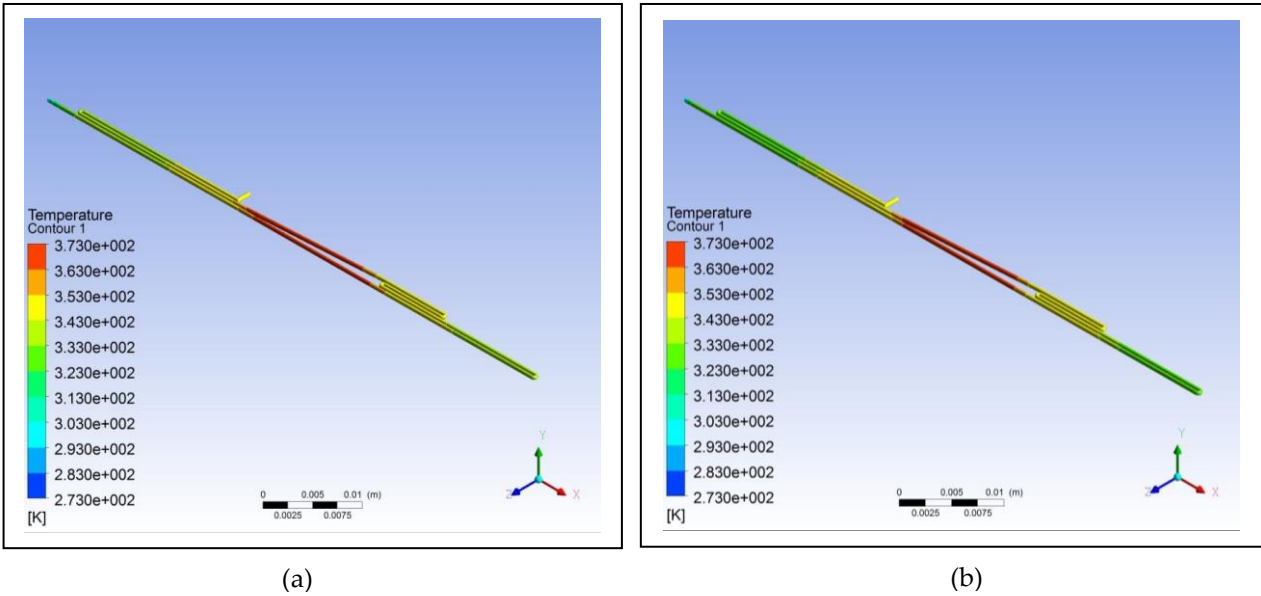 Temperature
Contour 1
3.730e+002
3.630e+002
3.530e+002
3.430e+002
3.330e+002
3.230e+002
3.130e+002
3.030e+002
2.930e+002
2.830e+002
2.730e+002
[K]
Y
Z
X
0 0.005 0.01 (m)
0.0025 0.0075
(a)
Temperature
Contour 1
3.730e+002
3.630e+002
3.530e+002
3.430e+002
3.330e+002
3.230e+002
3.130e+002
3.030e+002
2.930e+002
2.830e+002
2.730e+002
[K]
Y
Z
X
0 0.005 0.01 (m)
0.0025 0.0075
(b)